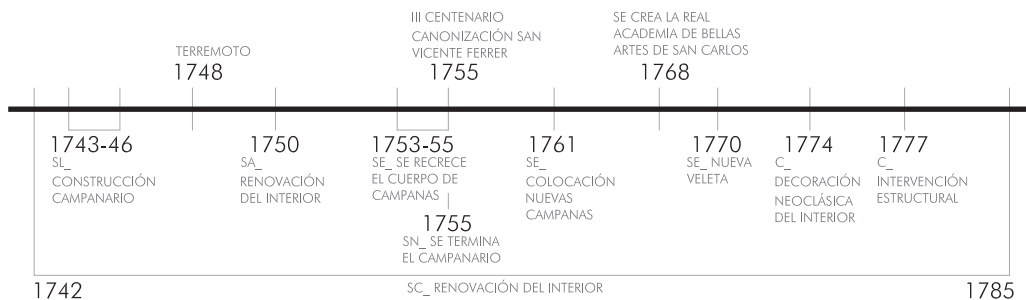 TERREMOTO
1748
III CENTENARIO
CANONIZACIÓN SAN
VICENTE FERRER
1755
SE CREA LA REAL
ACADEMIA DE BELLAS
ARTES DE SAN CARLOS
1768
1743-46
SL_
CONSTRUCCIÓN
CAMPANARIO
1750
SA_
RENOVACIÓN
DEL INTERIOR
1753-55
SE_ SE RECRECE
EL CUERPO DE
CAMPANAS
1755
SN_ SE TERMINA
EL CAMPANARIO
1761
SE_
COLOCACIÓN
NUEVAS
CAMPANAS
1770
SE_ NUEVA
VELETA
1774
C_
DECORACIÓN
NEOCLÁSICA
DEL INTERIOR
1777
C_
INTERVENCIÓN
ESTRUCTURAL
1742
SC_ RENOVACIÓN DEL INTERIOR
1785